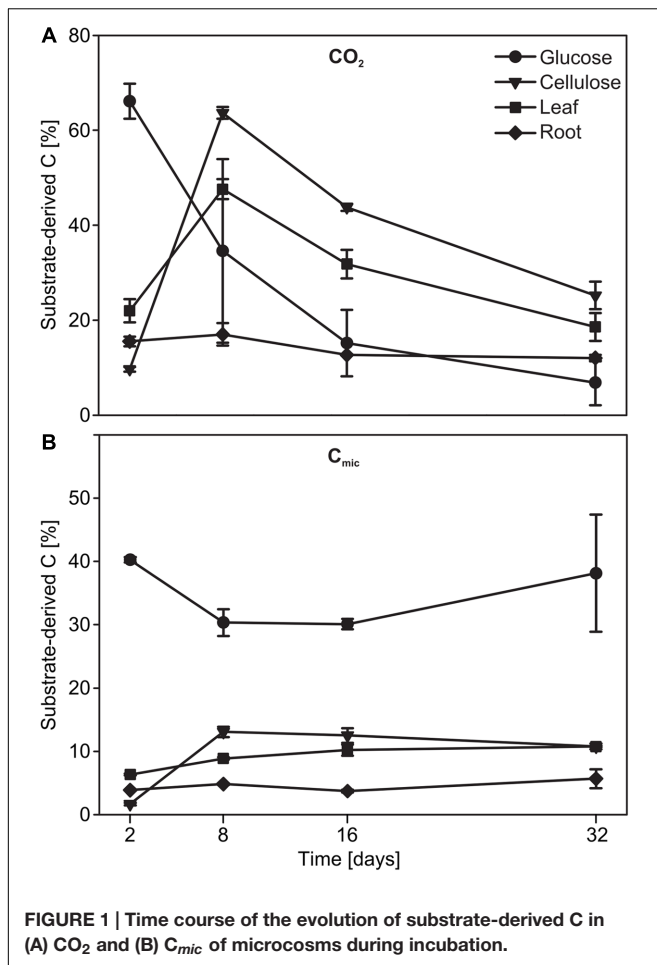 A
CO2
Glucose
Cellulose
Leaf
Root
Substrate-derived C [%]
80
60
40
20
0
B
Cmic
Substrate-derived C [%]
50
40
30
20
10
0
2
8
16
32
Time [days]
FIGURE 1 | Time course of the evolution of substrate-derived C in
(A) CO2 and (B) Cmic of microcosms during incubation.